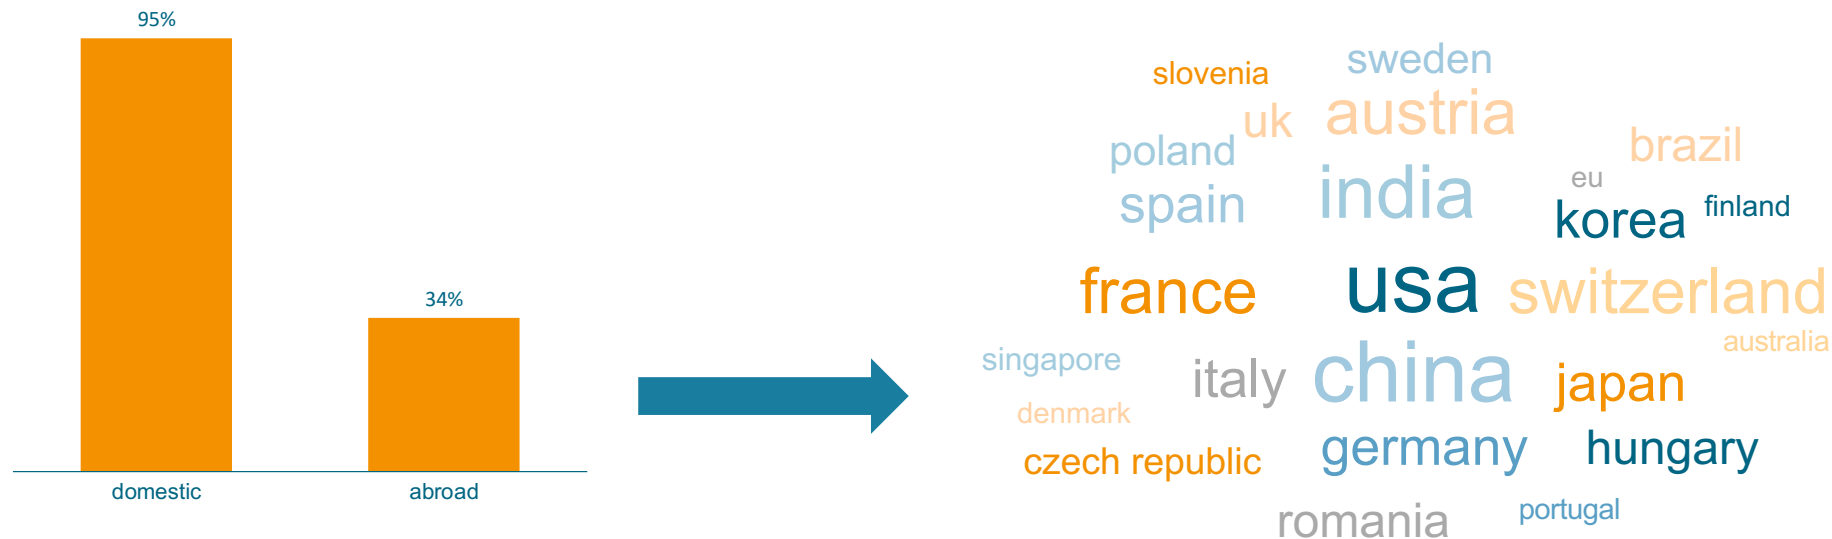 95%
34%
domestic
abroad
sweden
slovenia
uk
austria
brazil
poland
india
eu
spain
korea
finland
france
usa
switzerland
singapore
italy
china
japan
australia
denmark
czech republic
germany
hungary
romania
portugal